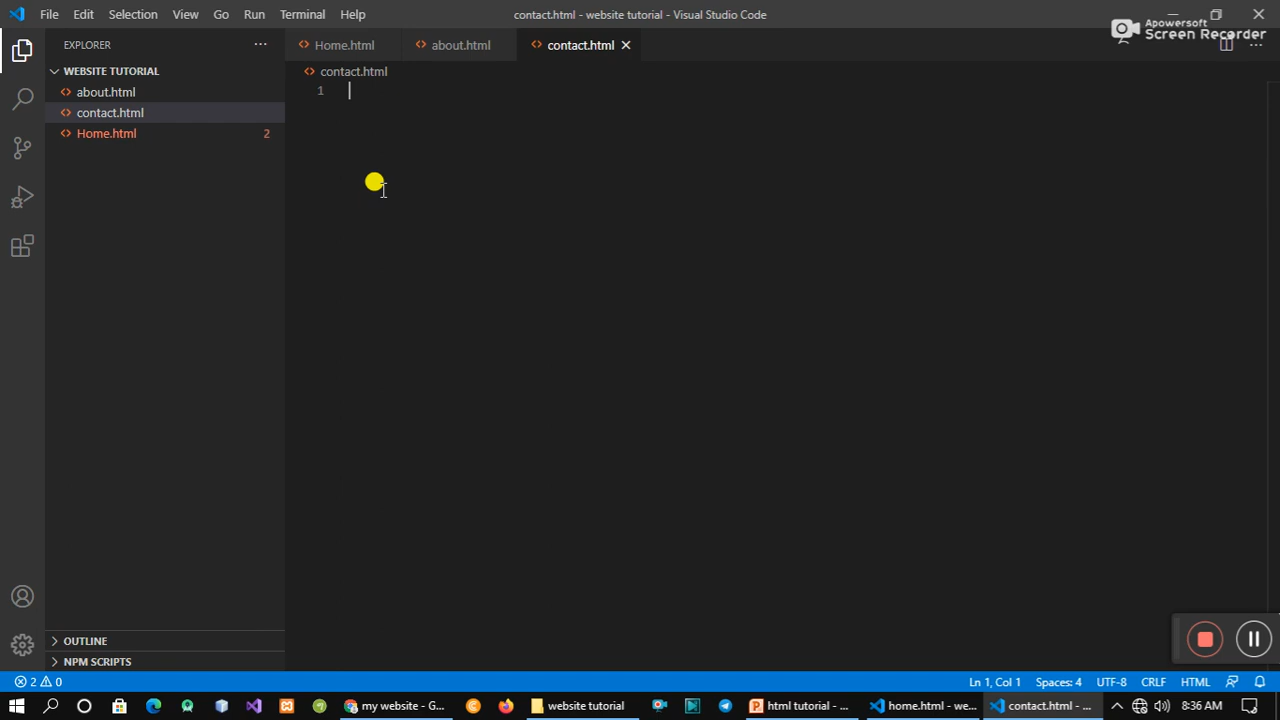 File Edit Selection View Go Run Terminal Help
contact.html - website tutorial - Visual Studio Code
Apowersoft
Screen Recorder
EXPLORER
Home.html
about.html
contact.html
WEBSITE TUTORIAL
about.html
contact.html
Home.html 2
contact.html
1
OUTLINE
NPM SCRIPTS
2 0
Ln 1, Col 1
Spaces: 4
UTF-8
CRLF
HTML
my website - G...
website tutorial
html tutorial - ...
home.html - we...
contact.html - ...
8:36 AM